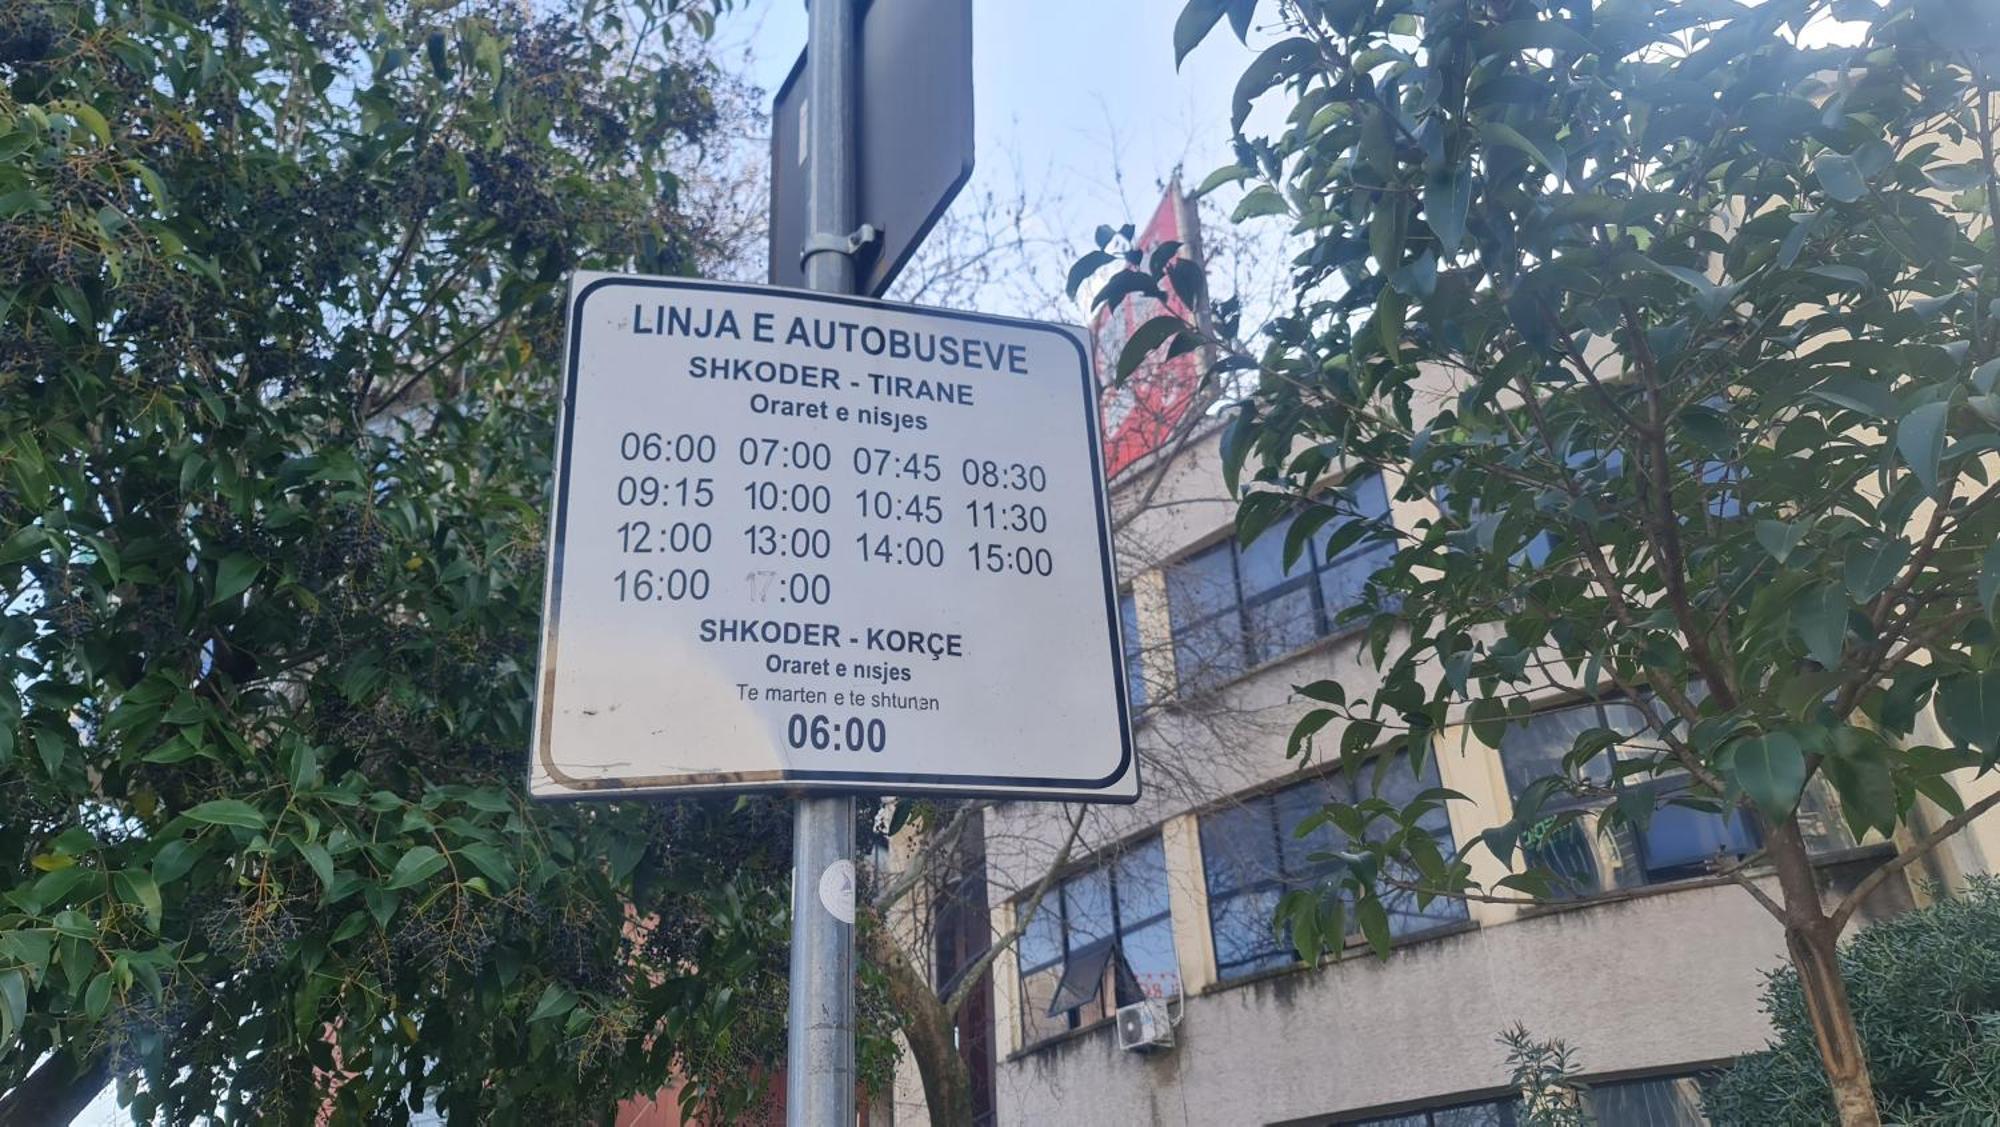 LINJA E AUTOBUSEVE
SHKODER - TIRANE
Oraret e nisjes
06:00 07:00 07:45 08:30
09:15 10:00 10:45 11:30
12:00 13:00 14:00 15:00
16:00 17:00
SHKODER - KORÇE
Oraret e nisjes
Te marten e te shtunen
06:00